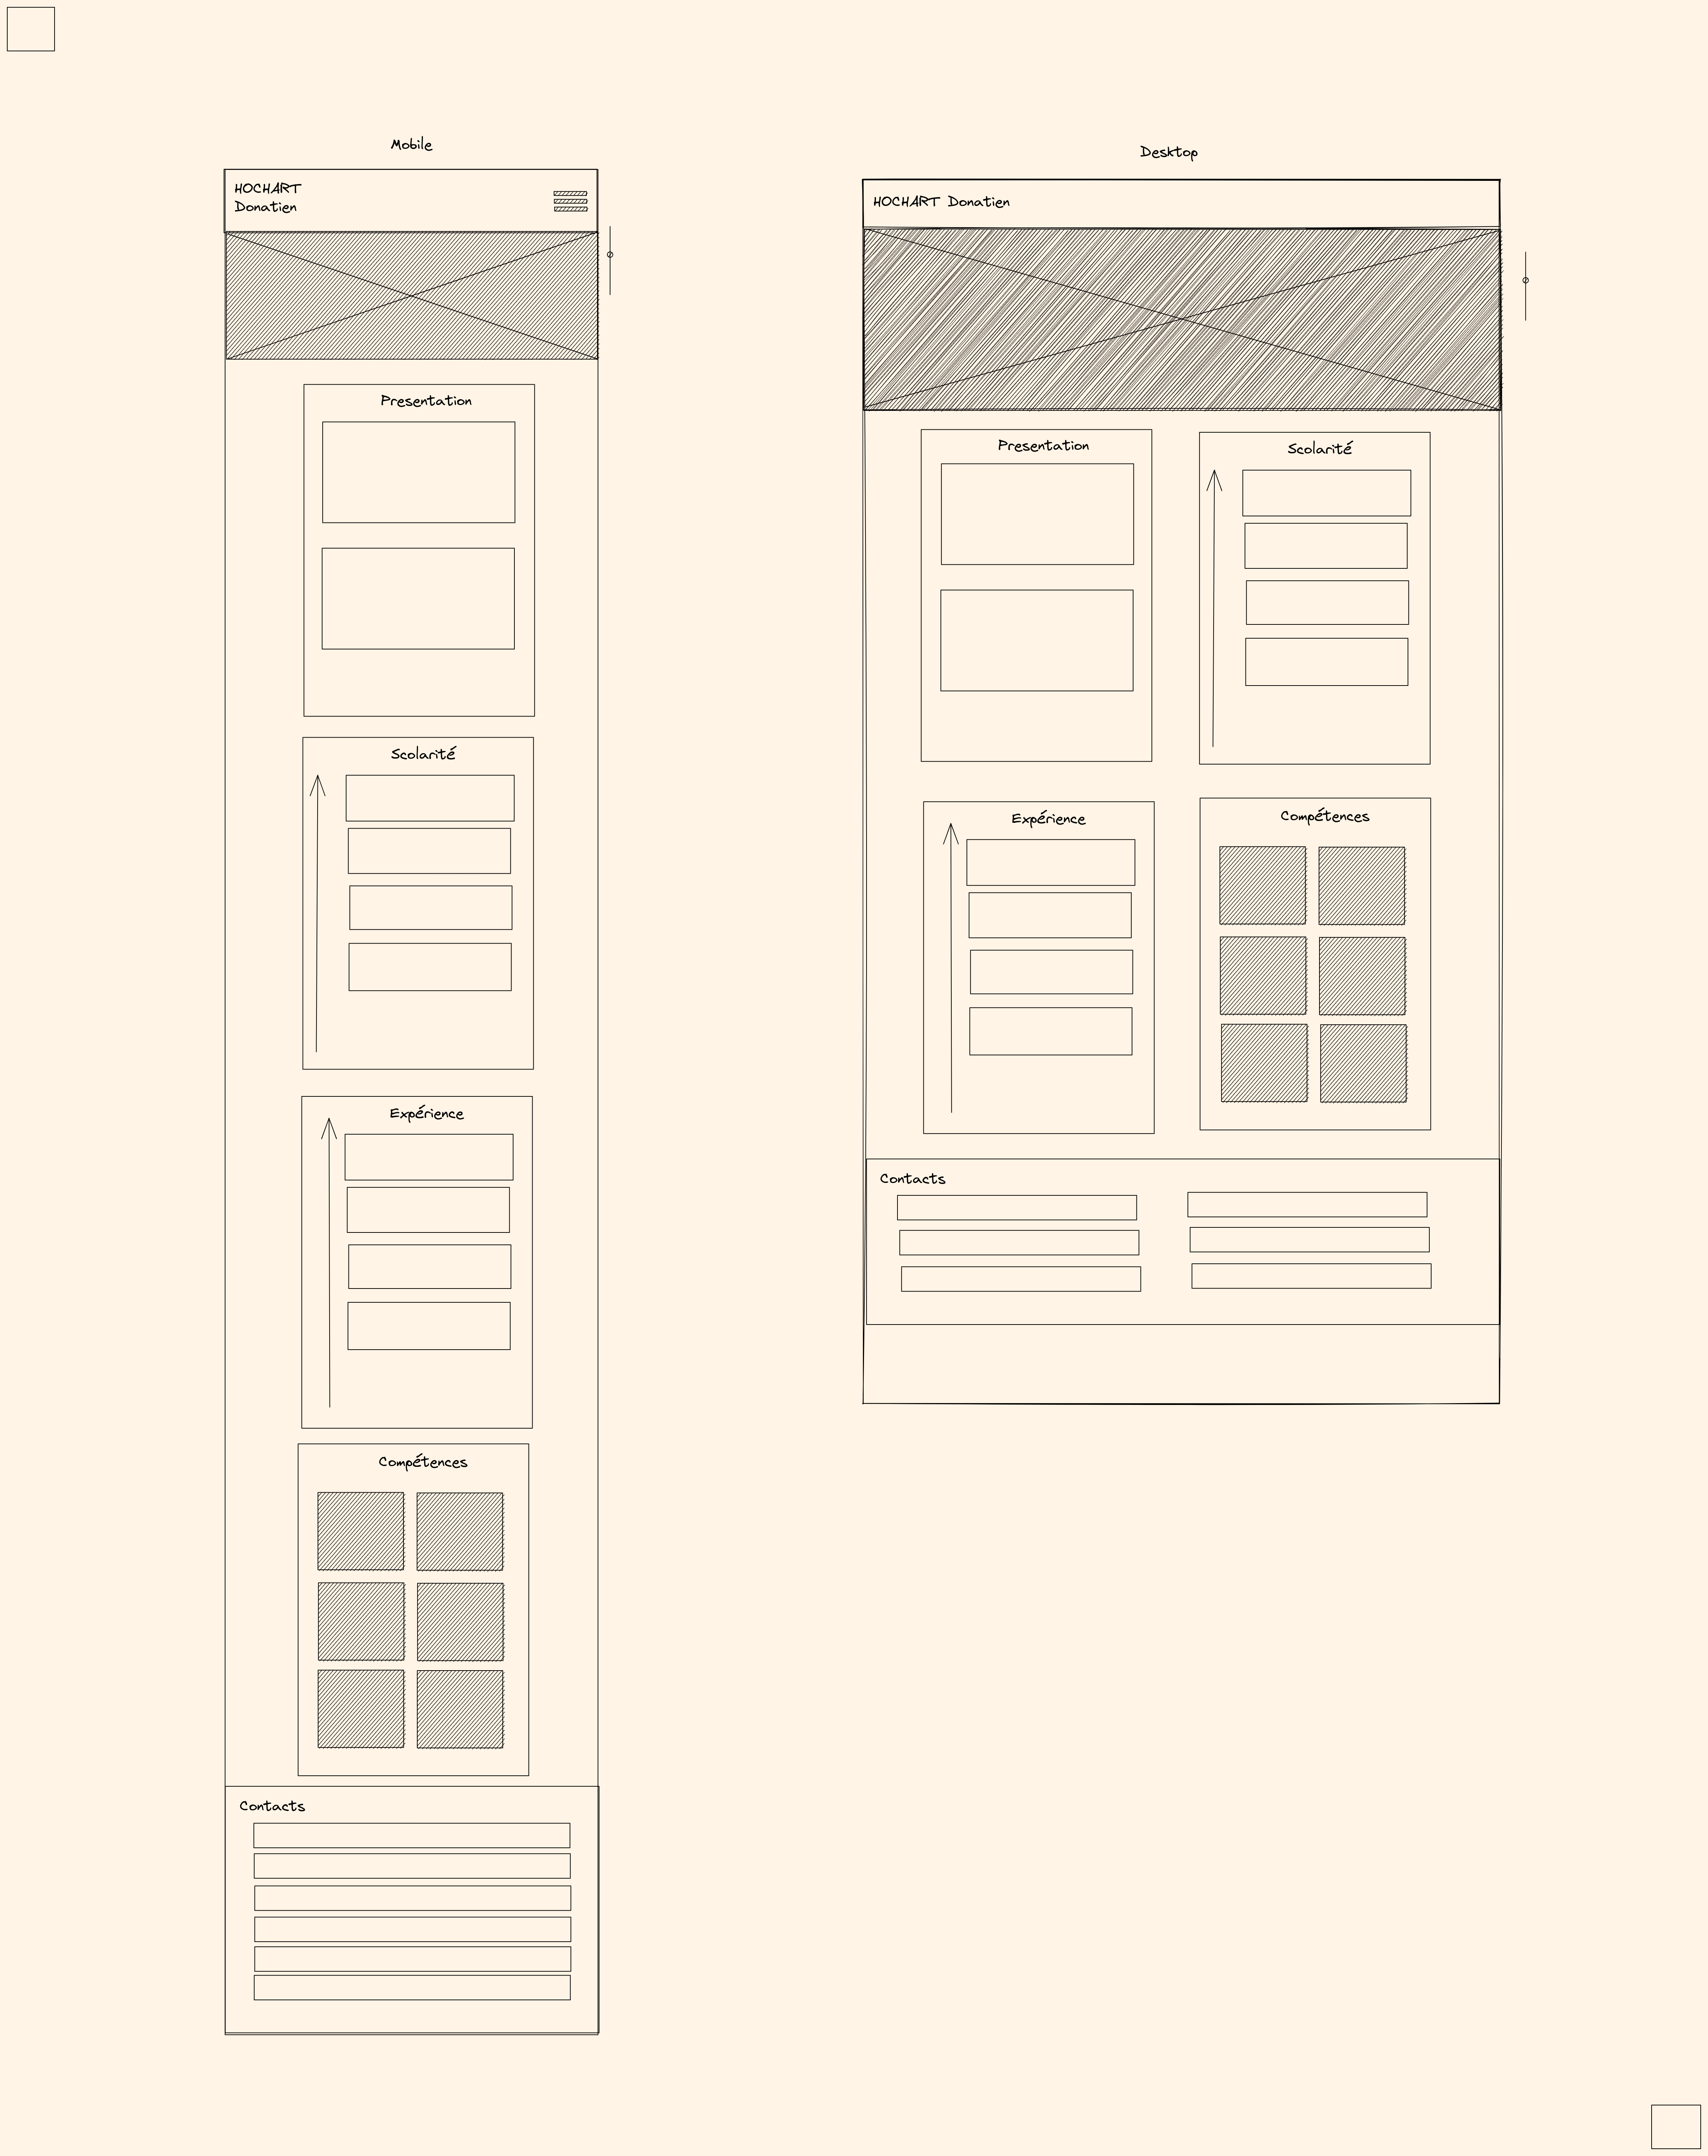 Mobile
HOCHART
Donatien
Presentation
Scolarité
Expérience
Compétences
Contacts
Desktop
HOCHART Donatien
Presentation
Scolarité
Expérience
Compétences
Contacts